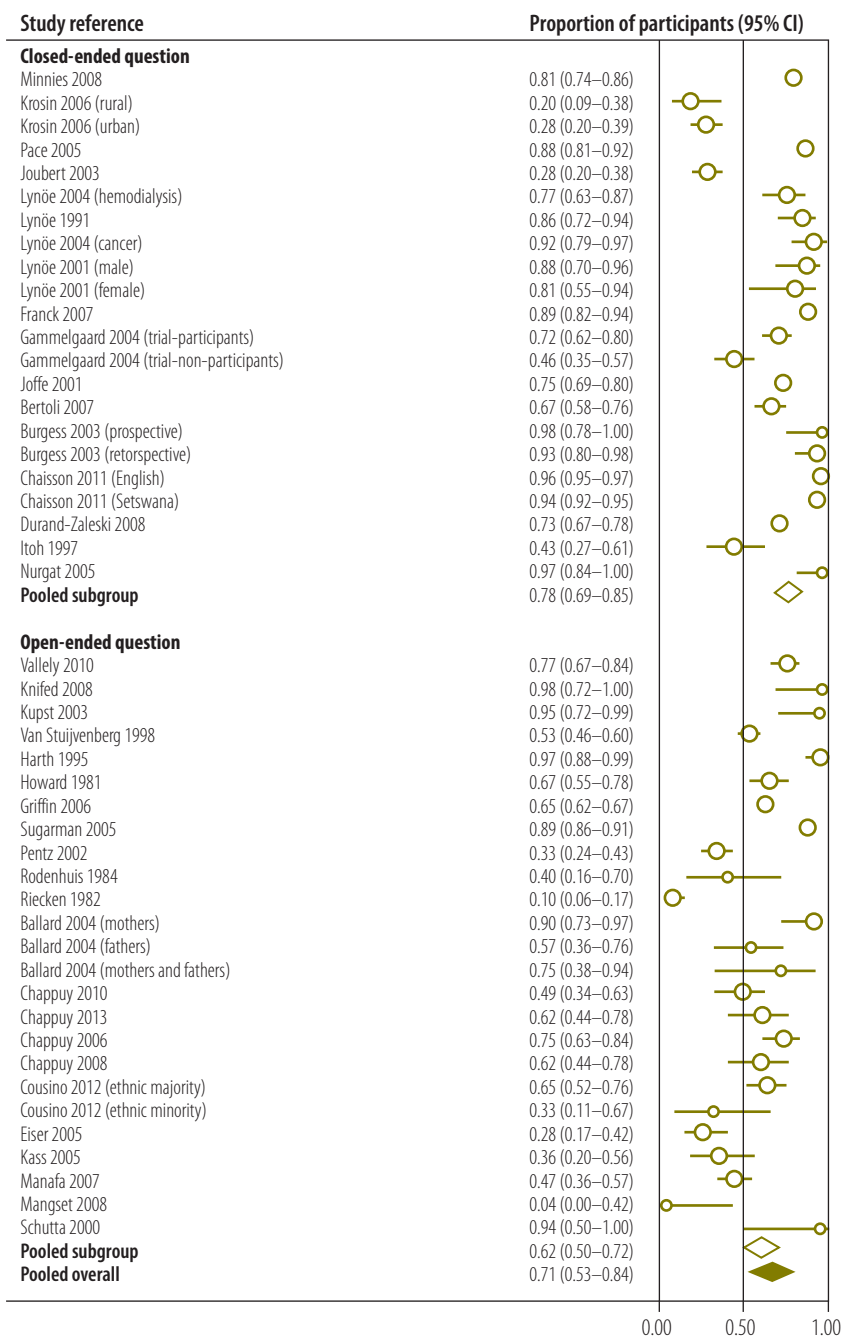 Study reference Proportion of participants (95% CI)
Closed-ended question
Minnies 2008 0.81 (0.74–0.86)
Krosin 2006 (rural) 0.20 (0.09–0.38)
Krosin 2006 (urban) 0.28 (0.20–0.39)
Pace 2005 0.88 (0.81–0.92)
Joubert 2003 0.28 (0.20–0.38)
Lynöe 2004 (hemodialysis) 0.77 (0.63–0.87)
Lynöe 1991 0.86 (0.72–0.94)
Lynöe 2004 (cancer) 0.92 (0.79–0.97)
Lynöe 2001 (male) 0.88 (0.70–0.96)
Lynöe 2001 (female) 0.81 (0.55–0.94)
Franck 2007 0.89 (0.82–0.94)
Gammelgaard 2004 (trial-participants) 0.72 (0.62–0.80)
Gammelgaard 2004 (trial-non-participants) 0.46 (0.35–0.57)
Joffe 2001 0.75 (0.69–0.80)
Bertoli 2007 0.67 (0.58–0.76)
Burgess 2003 (prospective) 0.98 (0.78–1.00)
Burgess 2003 (retorspective) 0.93 (0.80–0.98)
Chaisson 2011 (English) 0.96 (0.95–0.97)
Chaisson 2011 (Setswana) 0.94 (0.92–0.95)
Durand-Zaleski 2008 0.73 (0.67–0.78)
Itoh 1997 0.43 (0.27–0.61)
Nurgat 2005 0.97 (0.84–1.00)
Pooled subgroup 0.78 (0.69–0.85)
Open-ended question
Vallely 2010 0.77 (0.67–0.84)
Knifed 2008 0.98 (0.72–1.00)
Kupst 2003 0.95 (0.72–0.99)
Van Stuijvenberg 1998 0.53 (0.46–0.60)
Harth 1995 0.97 (0.88–0.99)
Howard 1981 0.67 (0.55–0.78)
Griffin 2006 0.65 (0.62–0.67)
Sugarman 2005 0.89 (0.86–0.91)
Pentz 2002 0.33 (0.24–0.43)
Rodenhuis 1984 0.40 (0.16–0.70)
Riecken 1982 0.10 (0.06–0.17)
Ballard 2004 (mothers) 0.90 (0.73–0.97)
Ballard 2004 (fathers) 0.57 (0.36–0.76)
Ballard 2004 (mothers and fathers) 0.75 (0.38–0.94)
Chappuy 2010 0.49 (0.34–0.63)
Chappuy 2013 0.62 (0.44–0.78)
Chappuy 2006 0.75 (0.63–0.84)
Chappuy 2008 0.62 (0.44–0.78)
Cousino 2012 (ethnic majority) 0.65 (0.52–0.76)
Cousino 2012 (ethnic minority) 0.33 (0.11–0.67)
Eiser 2005 0.28 (0.17–0.42)
Kass 2005 0.36 (0.20–0.56)
Manafa 2007 0.47 (0.36–0.57)
Mangset 2008 0.04 (0.00–0.42)
Schutta 2000 0.94 (0.50–1.00)
Pooled subgroup 0.62 (0.50–0.72)
Pooled overall 0.71 (0.53–0.84)
0.00 0.50 1.00